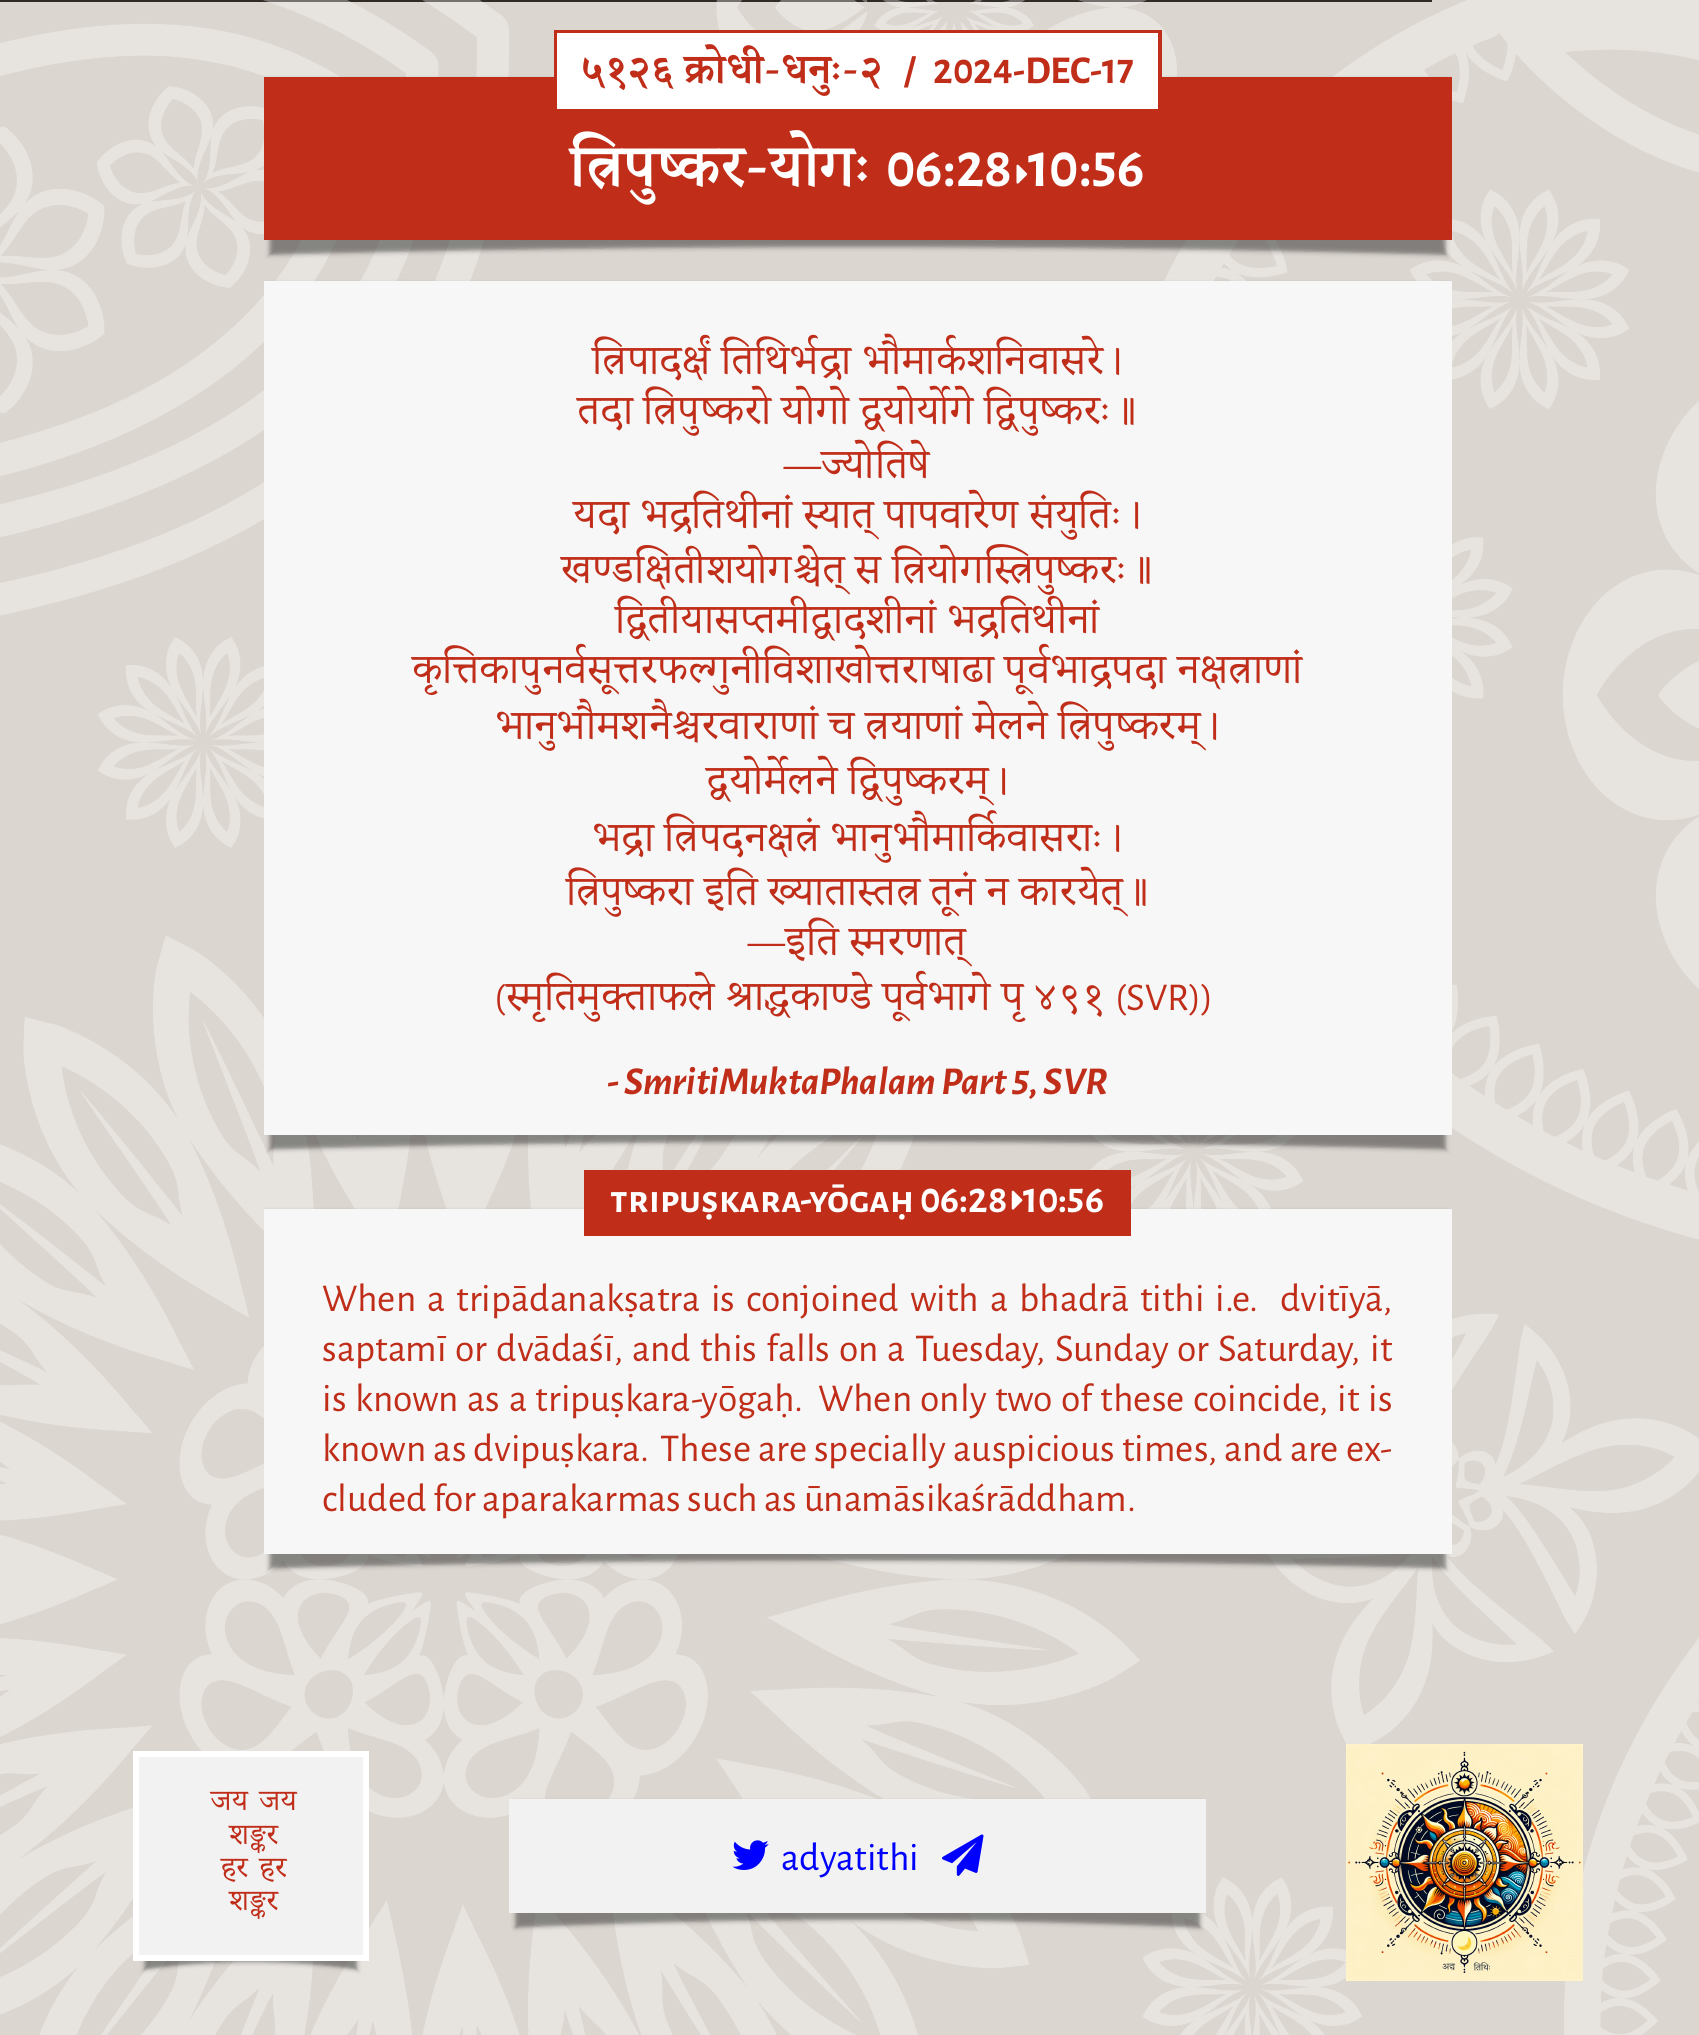 ५१२६ क्रोधी-धनुः-२ / 2024-DEC-17
त्रिपुष्कर-योगः 06:28▸10:56
त्रिपादर्क्षं तिथिर्भद्रा भौमार्कशनिवासरे।
तदा त्रिपुष्करो योगो द्वयोर्योगे द्विपुष्करः॥
—ज्योतिषे
यदा भद्रतिथीनां स्यात् पापवारेण संयुतिः।
खण्डक्षितीशयोगश्चेत् स त्रियोगस्त्रिपुष्करः॥
द्वितीयासप्तमीद्वादशीनां भद्रतिथीनां
कृत्तिकापुनर्वसूत्तरफल्गुनीविशाखोत्तराषाढा पूर्वभाद्रपदा नक्षत्राणां
भानुभौमशनैश्चरवाराणां च त्रयाणां मेलने त्रिपुष्करम्।
द्वयोर्मेलने द्विपुष्करम्।
भद्रा त्रिपदनक्षत्रं भानुभौमार्किवासराः।
त्रिपुष्करा इति ख्यातास्तत्र तूनं न कारयेत्॥
—इति स्मरणात्
(स्मृतिमुक्ताफले श्राद्धकाण्डे पूर्वभागे पृ ४९१ (SVR))
- SmritiMuktaPhalam Part 5, SVR
TRIPUṢKARA-YŌGAḤ 06:28▸10:56
When a tripādanakṣatra is conjoined with a bhadrā tithi i.e. dvitīyā,
saptamī or dvādaśī, and this falls on a Tuesday, Sunday or Saturday, it
is known as a tripuṣkara-yōgaḥ. When only two of these coincide, it is
known as dvipuṣkara. These are specially auspicious times, and are ex-
cluded for aparakarmas such as ūnamāsikaśrāddham.
जय जय
शङ्कर
हर हर
शङ्कर
adyatithi
अद्य तिथिः